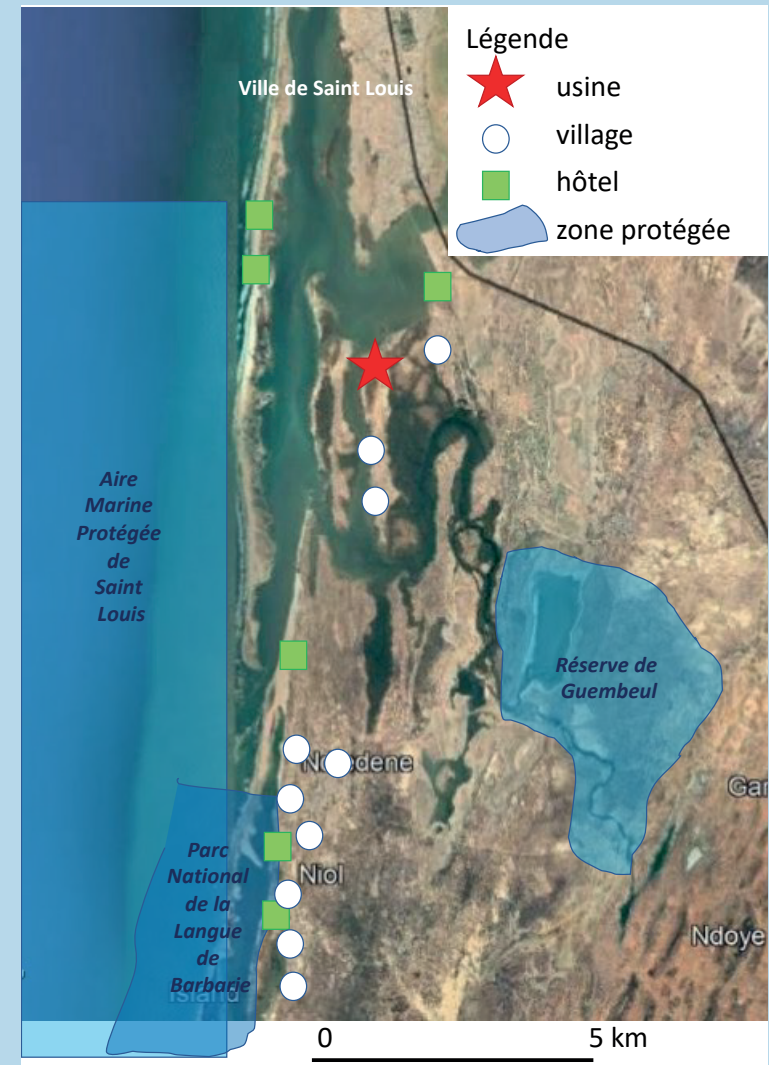 Légende
usine
village
hôtel
zone protégée
Ville de Saint Louis
Aire
Marine
Protégée
de
Saint
Louis
Réserve de
Guembeul
Parc
National
de la
Langue
de
Barbarie
Niol
Ndoye
Island
0 5 km